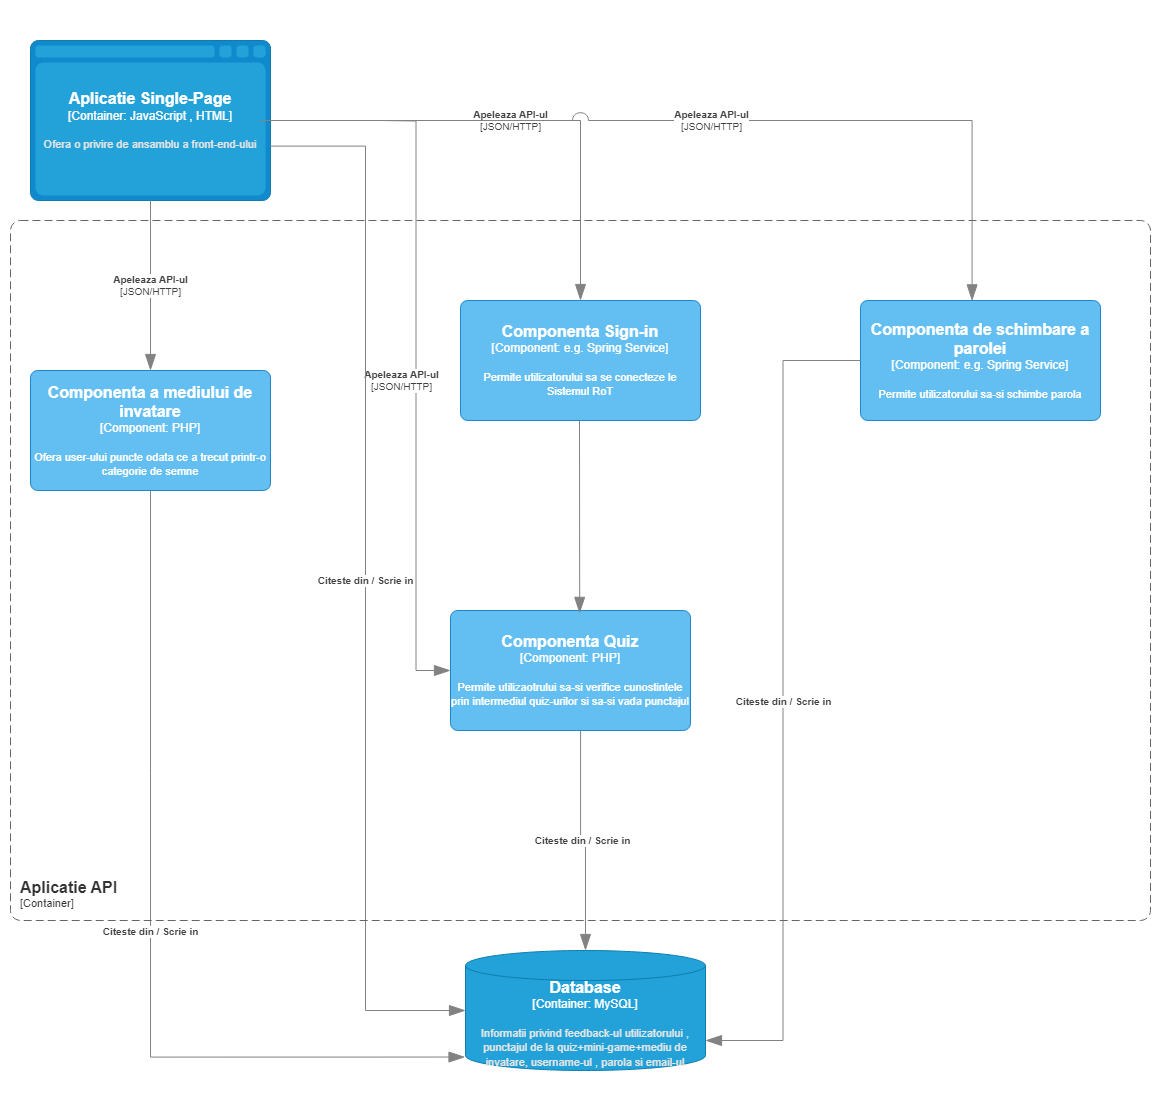 Aplicatie Single-Page
[Container: JavaScript , HTML]
Ofera o privire de ansamblu a front-end-ului
Apeleaza API-ul
[JSON/HTTP]
Apeleaza API-ul
[JSON/HTTP]
Apeleaza API-ul
[JSON/HTTP]
Apeleaza API-ul
[JSON/HTTP]
Componenta Sign-in
[Component: e.g. Spring Service]
Permite utilizatorului sa se conecteze le
Sistemul RoT
Componenta de schimbare a
parolei
[Component: e.g. Spring Service]
Permite utilizatorului sa-si schimbe parola
Componenta a mediului de
invatare
[Component: PHP]
Ofera user-ului puncte odata ce a trecut printr-o
categorie de semne
Citeste din / Scrie in
Componenta Quiz
[Component: PHP]
Permite utilizaotrului sa-si verifice cunostintele
prin intermediul quiz-urilor si sa-si vada punctajul
Citeste din / Scrie in
Citeste din / Scrie in
Aplicatie API
[Container]
Citeste din / Scrie in
Database
[Container: MySQL]
Informatii privind feedback-ul utilizatorului ,
punctajul de la quiz+mini-game+mediu de
invatare, username-ul , parola si email-ul